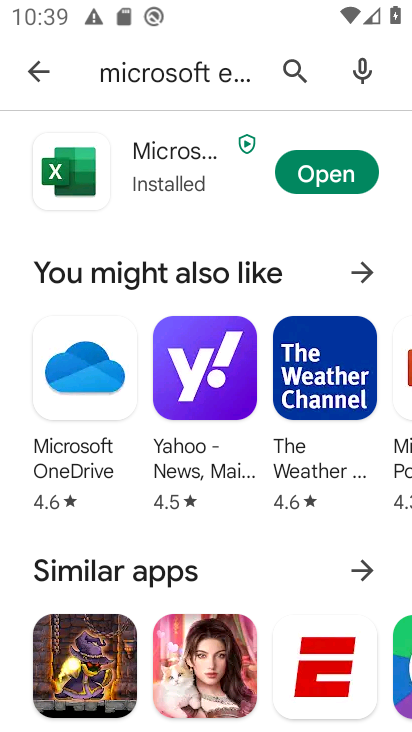 10:39
microsoft e...
X
Micros...
Installed
Open
You might also like
y!
The
Weather
Channel
Microsoft
OneDrive
4.6★
Yahoo -
News, Mai...
4.5★
The
Weather ...
4.6★
Mi
Po
4.3
Similar apps
E